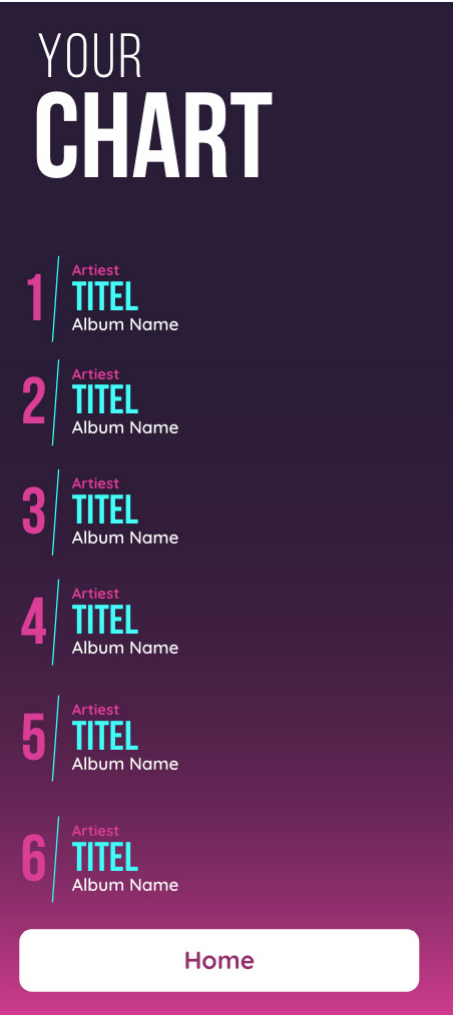 YOUR
CHART
1
Artiest
TITEL
Album Name
2
Artiest
TITEL
Album Name
3
Artiest
TITEL
Album Name
4
Artiest
TITEL
Album Name
5
Artiest
TITEL
Album Name
6
Artiest
TITEL
Album Name
Home